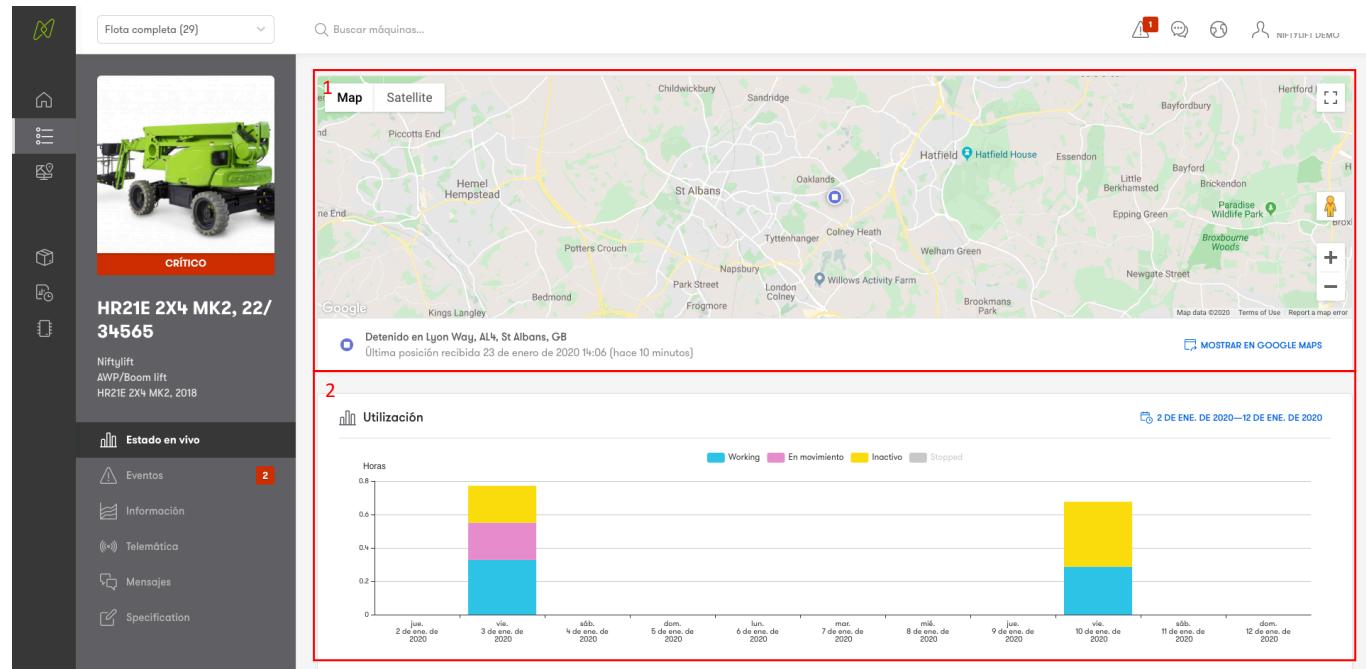 Flota completa (29)
Buscar máquinas...
1
NIFTYLIFT DEMO
CRÍTICO
HR21E 2X4 MK2, 22/
34565
Niftylift
AWP/Boom lift
HR21E 2X4 MK2, 2018
Estado en vivo
Eventos
2
Información
Telemática
Mensajes
Specification
1
Map
Satellite
Childwickbury
Sandridge
Hertford
Bayfordbury
Piccotts End
Hatfield
Hatfield House
Essendon
Bayford
Hemel
Hempstead
St Albans
Oaklands
Little
Berkhamsted
Brickendon
Paradise
Wildlife Park
Epping Green
Tyttenhanger
Colney Heath
Potters Crouch
Welham Green
Broxbourne
Woods
Napsbury
Newgate Street
Park Street
London
Colney
Willows Activity Farm
Bedmond
Frogmore
Brookmans
Park
Kings Langley
Google
Map data ©2020
Terms of Use
Report a map error
Detenido en Lyon Way, AL4, St Albans, GB
Última posición recibida 23 de enero de 2020 14:06 (hace 10 minutos)
MOSTRAR EN GOOGLE MAPS
2
Utilización
2 DE ENE. DE 2020—12 DE ENE. DE 2020
Working
En movimiento
Inactivo
Stopped
Horas
0.8
0.6
0.4
0.2
0
jue.
2 de ene. de
2020
vie.
3 de ene. de
2020
sáb.
4 de ene. de
2020
dom.
5 de ene. de
2020
lun.
6 de ene. de
2020
mar.
7 de ene. de
2020
mié.
8 de ene. de
2020
jue.
9 de ene. de
2020
vie.
10 de ene. de
2020
sáb.
11 de ene. de
2020
dom.
12 de ene. de
2020